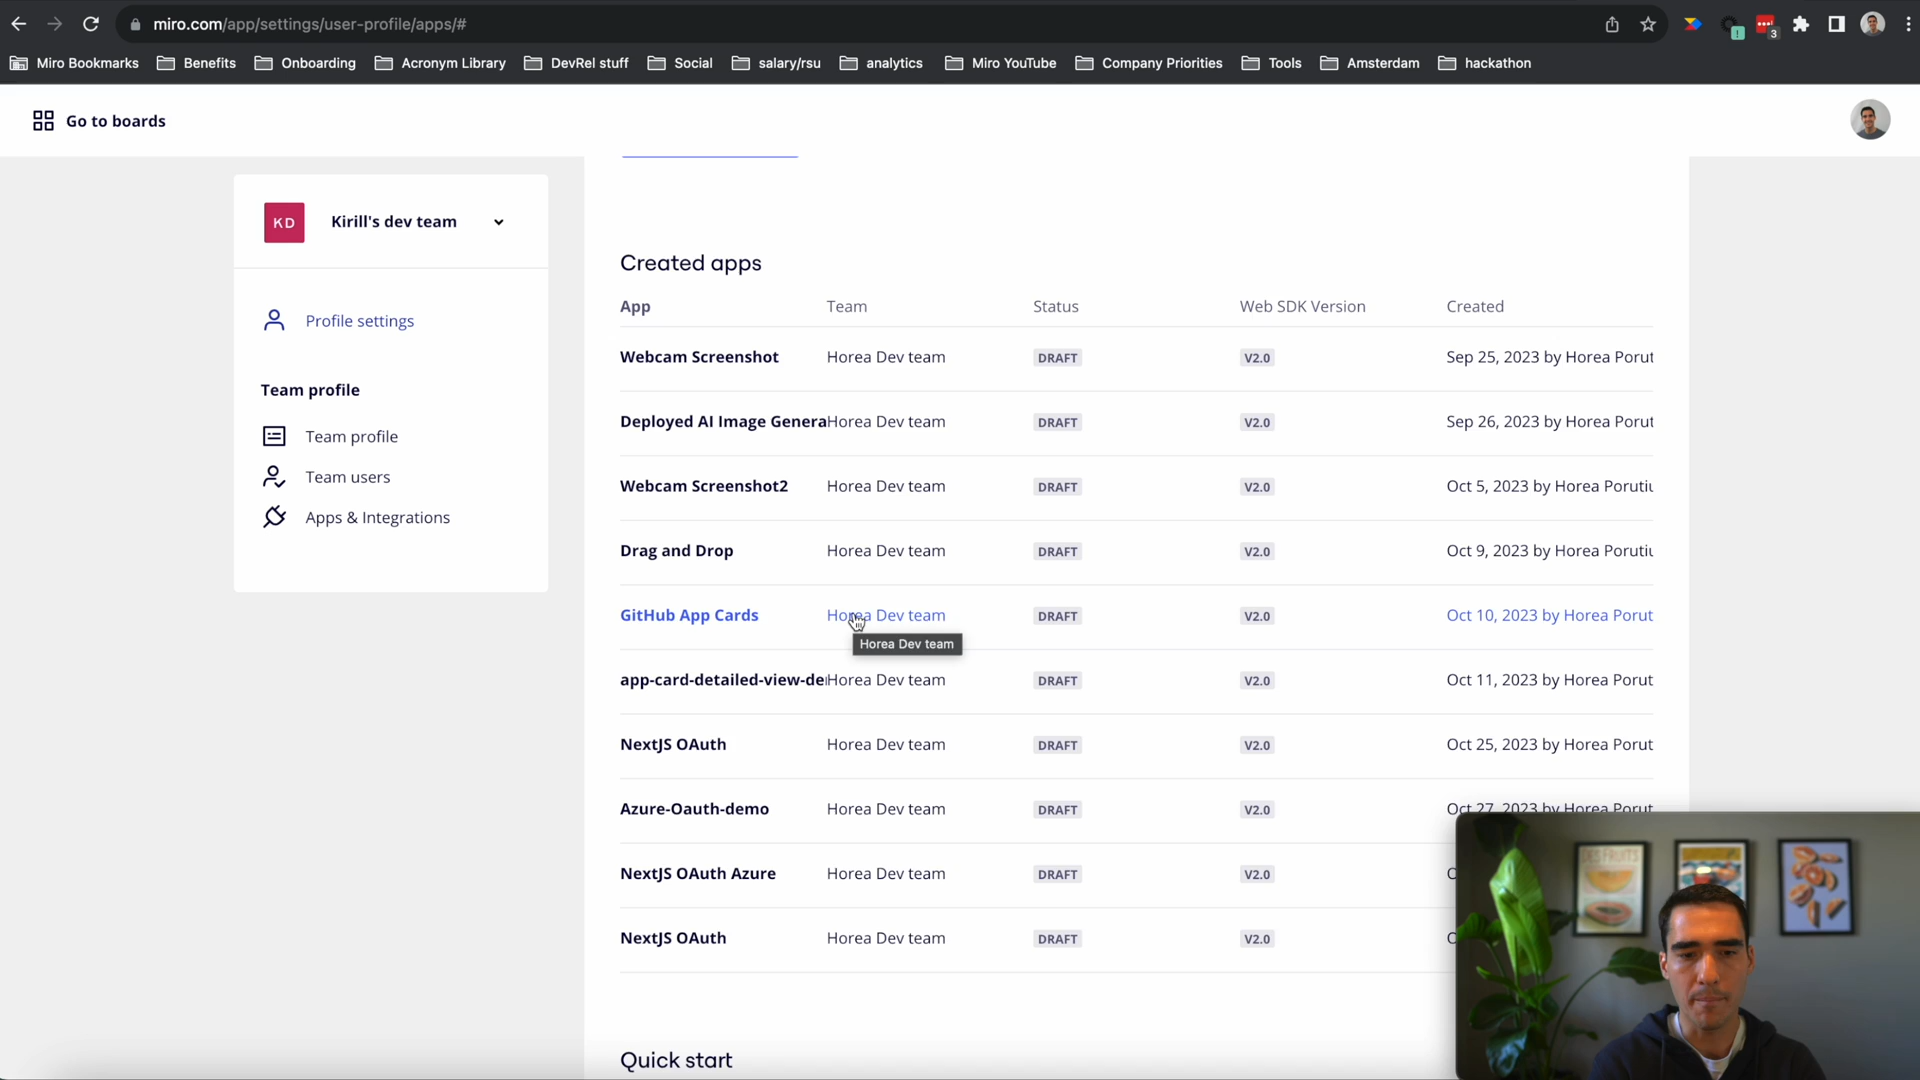 miro.com/app/settings/user-profile/apps/#
3
Miro Bookmarks Benefits Onboarding Acronym Library DevRel stuff Social salary/rsu analytics Miro YouTube Company Priorities Tools Amsterdam hackathon
Go to boards
KD Kirill's dev team
Profile settings
Team profile
Team profile
Team users
Apps & Integrations
Created apps
App Team Status Web SDK Version Created
Webcam Screenshot Horea Dev team DRAFT V2.0 Sep 25, 2023 by Horea Porut
Deployed AI Image Genera Horea Dev team DRAFT V2.0 Sep 26, 2023 by Horea Porut
Webcam Screenshot2 Horea Dev team DRAFT V2.0 Oct 5, 2023 by Horea Porutiu
Drag and Drop Horea Dev team DRAFT V2.0 Oct 9, 2023 by Horea Porutiu
GitHub App Cards Horea Dev team DRAFT V2.0 Oct 10, 2023 by Horea Porut
Horea Dev team
app-card-detailed-view-de Horea Dev team DRAFT V2.0 Oct 11, 2023 by Horea Porut
NextJS OAuth Horea Dev team DRAFT V2.0 Oct 25, 2023 by Horea Porut
Azure-Oauth-demo Horea Dev team DRAFT V2.0 Oct 27, 2023 by Horea Porut
NextJS OAuth Azure Horea Dev team DRAFT V2.0
NextJS OAuth Horea Dev team DRAFT V2.0
Quick start